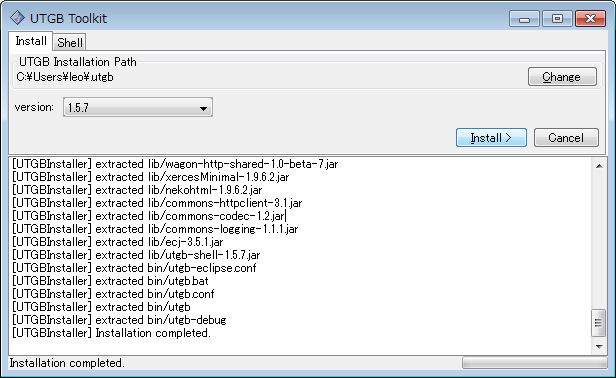 UTGB Toolkit
Install Shell
UTGB Installation Path
C:¥Users¥leo¥.utgb
Change
version: 1.5.7
Install > Cancel
[UTGBInstaller] extracted lib/wagon-http-shared-1.0-beta-7.jar
[UTGBInstaller] extracted lib/xercesMinimal-1.9.6.2.jar
[UTGBInstaller] extracted lib/nekohtml-1.9.6.2.jar
[UTGBInstaller] extracted lib/commons-httpclient-3.1.jar
[UTGBInstaller] extracted lib/commons-codec-1.2.jar
[UTGBInstaller] extracted lib/commons-logging-1.1.1.jar
[UTGBInstaller] extracted lib/ecj-3.5.1.jar
[UTGBInstaller] extracted lib/utgb-shell-1.5.7.jar
[UTGBInstaller] extracted bin/utgb-eclipse.conf
[UTGBInstaller] extracted bin/utgb.bat
[UTGBInstaller] extracted bin/utgb.conf
[UTGBInstaller] extracted bin/utgb
[UTGBInstaller] extracted bin/utgb-debug
[UTGBInstaller] Installation completed.
Installation completed.